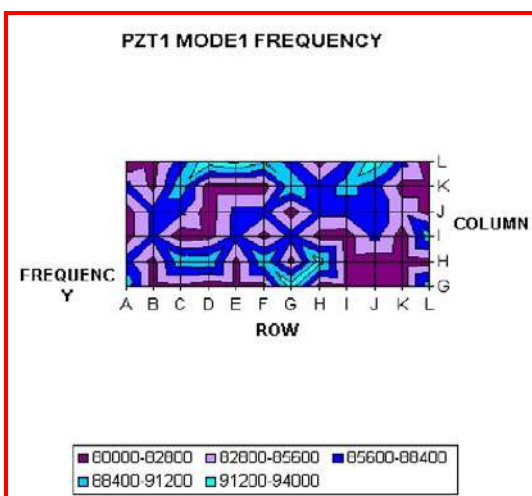 PZT1 MODE1 FREQUENCY
L
K
J
I
H
G
COLUMN
FREQUENC
Y
A B C D E F G H I J K L
ROW
80000-82800 82800-85600 85600-88400
88400-91200 91200-94000